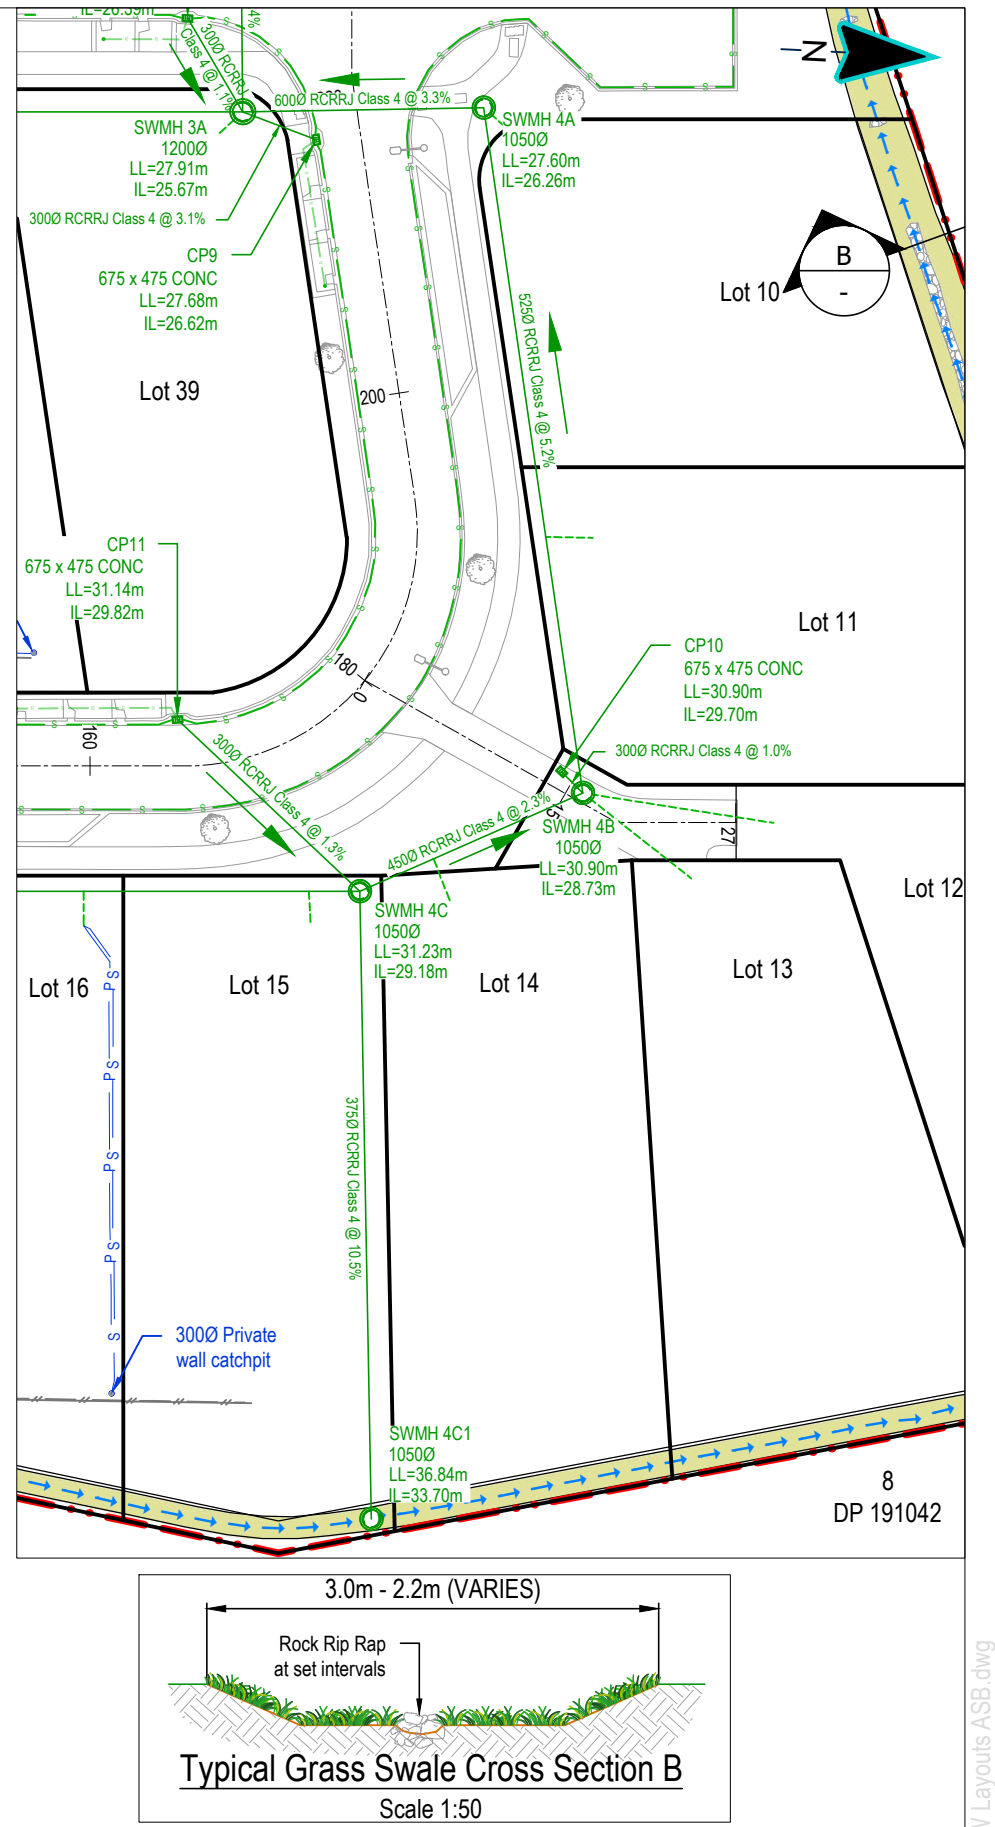 IL=26.39m
4%
300Ø RCRRJ
Class 4 @ 1.1%
600Ø RCRRJ Class 4 @ 3.3%
N
SWMH 3A
1200Ø
LL=27.91m
IL=25.67m
SWMH 4A
1050Ø
LL=27.60m
IL=26.26m
300Ø RCRRJ Class 4 @ 3.1%
CP9
675 x 475 CONC
LL=27.68m
IL=26.62m
B
-
Lot 10
525Ø RCRRJ Class 4 @ 5.2%
Lot 39
200
CP11
675 x 475 CONC
LL=31.14m
IL=29.82m
Lot 11
CP10
675 x 475 CONC
LL=30.90m
IL=29.70m
180
0
160
300Ø RCRRJ Class 4 @ 1.3%
300Ø RCRRJ Class 4 @ 1.0%
450Ø RCRRJ Class 4 @ 2.3%
15
27
SWMH 4B
1050Ø
LL=30.90m
IL=28.73m
SWMH 4C
1050Ø
LL=31.23m
IL=29.18m
Lot 12
Lot 16
Lot 15
Lot 14
Lot 13
PS
PS
PS
PS
S
375Ø RCRRJ Class 4 @ 10.5%
300Ø Private
wall catchpit
SWMH 4C1
1050Ø
LL=36.84m
IL=33.70m
8
DP 191042
3.0m - 2.2m (VARIES)
Rock Rip Rap
at set intervals
Typical Grass Swale Cross Section B
Scale 1:50
Layouts ASB.dwg